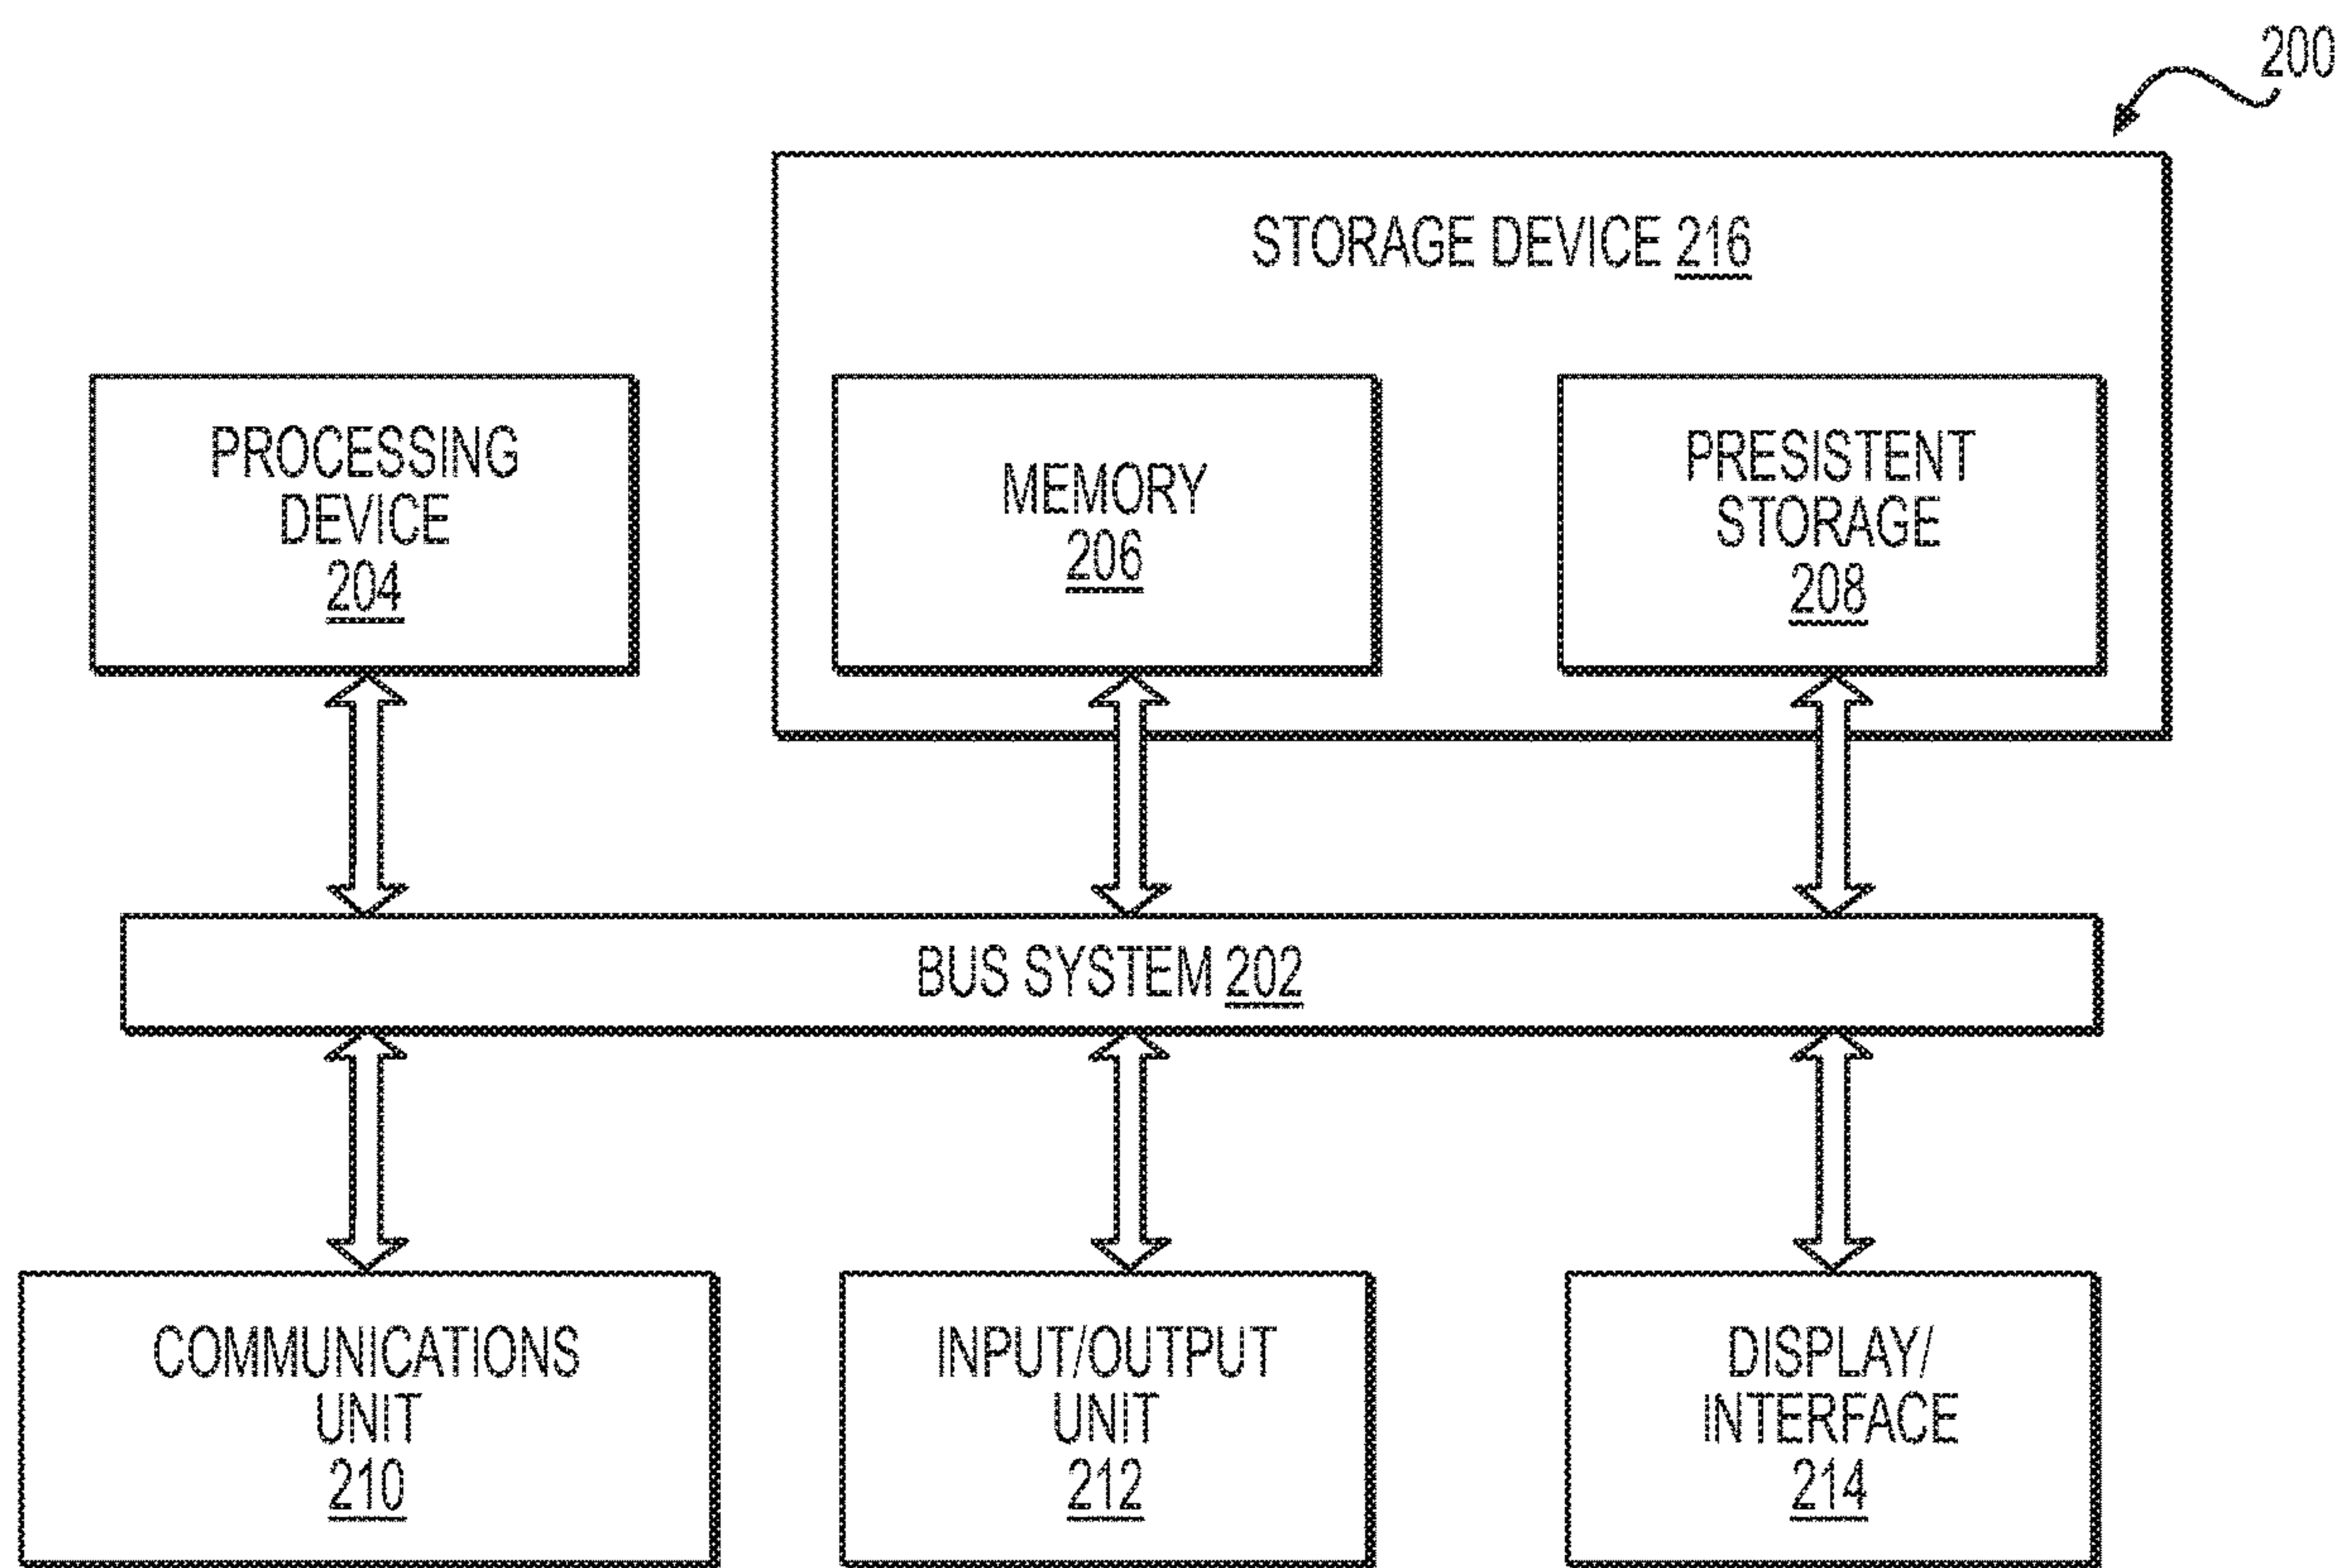 200
STORAGE DEVICE 216
PROCESSING
DEVICE
204
MEMORY
206
PRESISTENT
STORAGE
208
BUS SYSTEM 202
COMMUNICATIONS
UNIT
210
INPUT/OUTPUT
UNIT
212
DISPLAY/
INTERFACE
214